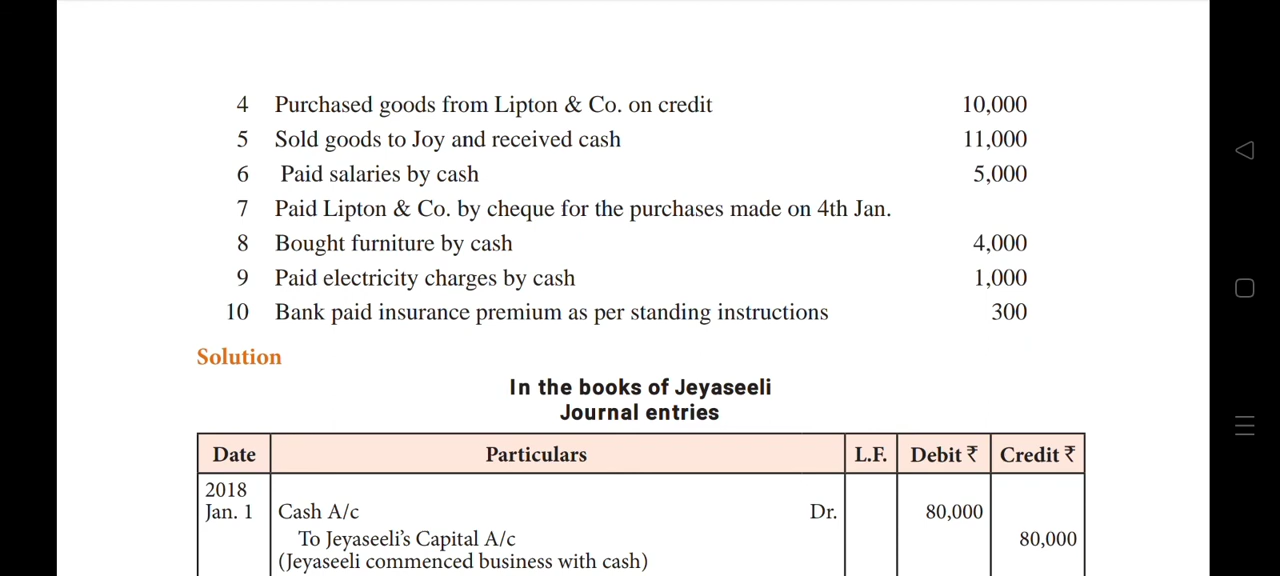 4 Purchased goods from Lipton & Co. on credit 10,000
5 Sold goods to Joy and received cash 11,000
6 Paid salaries by cash 5,000
7 Paid Lipton & Co. by cheque for the purchases made on 4th Jan.
8 Bought furniture by cash 4,000
9 Paid electricity charges by cash 1,000
10 Bank paid insurance premium as per standing instructions 300
Solution
In the books of Jeyaseeli
Journal entries
Date Particulars L.F. Debit ₹ Credit ₹
2018
Jan. 1 Cash A/c Dr. 80,000
To Jeyaseeli’s Capital A/c 80,000
(Jeyaseeli commenced business with cash)